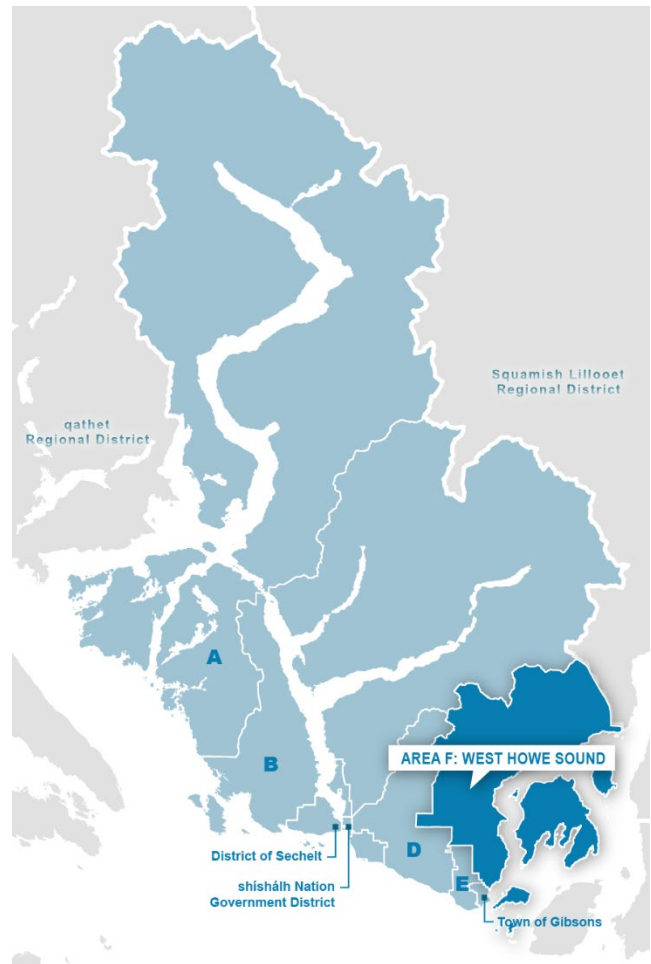 Squamish Lillooet
Regional District
qathet
Regional District
A
B
AREA F: WEST HOWE SOUND
D
District of Sechelt
E
shíshálh Nation
Government District
Town of Gibsons